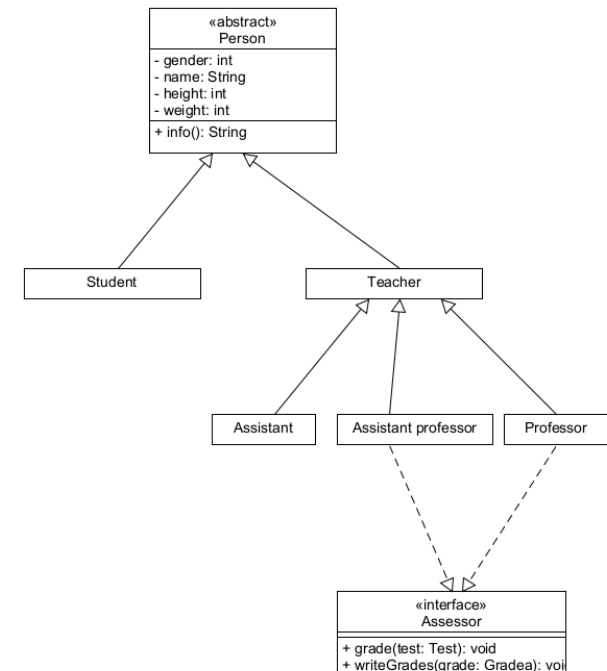 «abstract»
Person
- gender: int
- name: String
- height: int
- weight: int
+ info(): String
Student
Teacher
Assistant
Assistant professor
Professor
«interface»
Assessor
+ grade(test: Test): void
+ writeGrades(grade: Gradea): voi